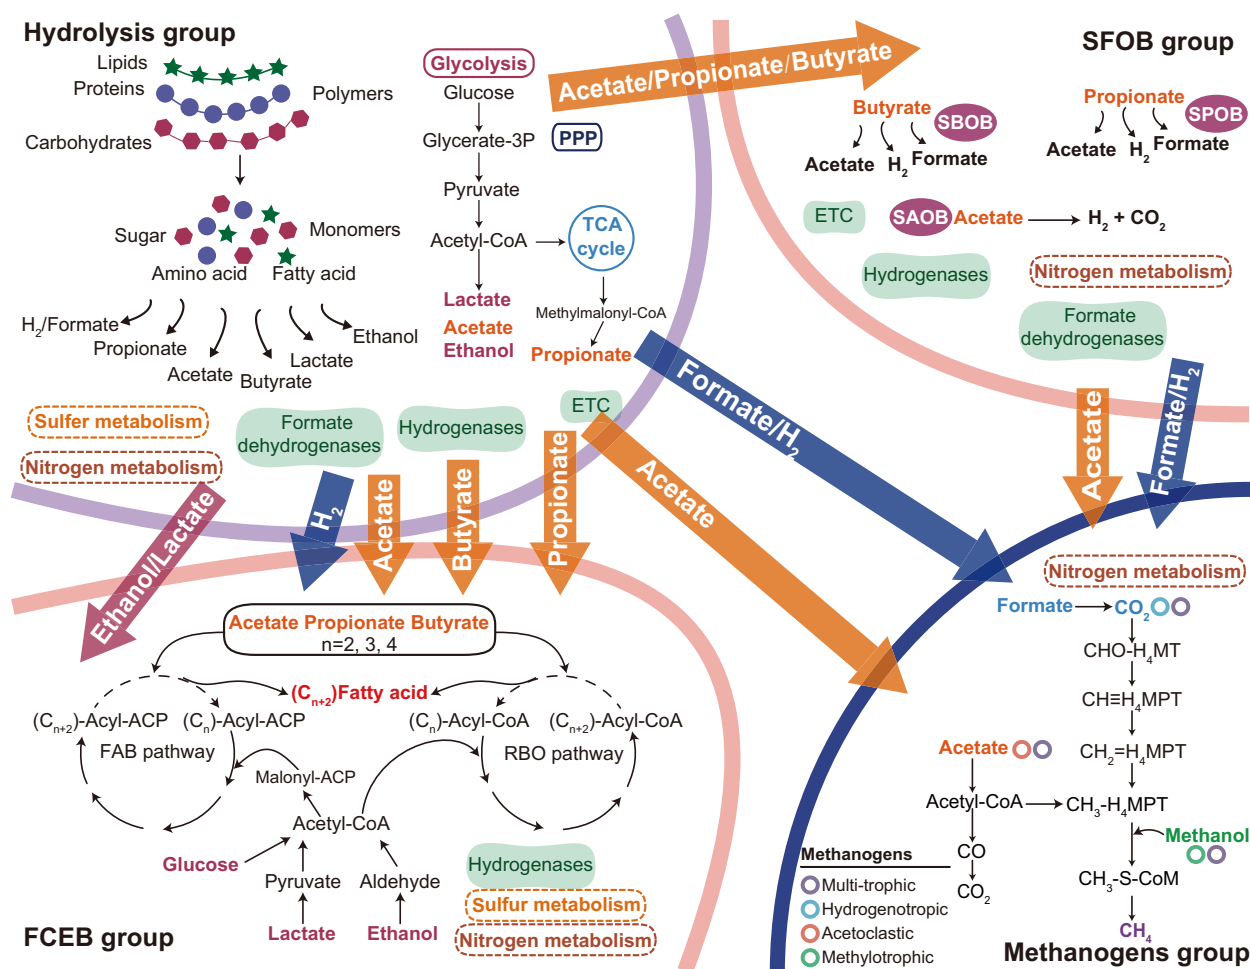 Hydrolysis group
Lipids
Proteins
Polymers
Carbohydrates
Sugar
Monomers
Amino acid
Fatty acid
H2/Formate
Propionate
Acetate
Butyrate
Lactate
Ethanol
Sulfer metabolism
Nitrogen metabolism
Formate
dehydrogenases
Hydrogenases
ETC
Glycolysis
Glucose
Glycerate-3P
PPP
Pyruvate
Acetyl-CoA
TCA
cycle
Lactate
Acetate
Ethanol
Methylmalonyl-CoA
Propionate
Acetate/Propionate/Butyrate
Formate/H2
Acetate
Ethanol/Lactate
H2
Acetate
Butyrate
Propionate
SFOB group
Butyrate
SBOB
Acetate
H2
Formate
Propionate
SPOB
Acetate
H2
Formate
ETC
SAOB
Acetate
H2 + CO2
Hydrogenases
Nitrogen metabolism
Formate
dehydrogenases
Acetate
Formate/H2
Acetate Propionate Butyrate
n=2, 3, 4
(Cn+2)Fatty acid
(Cn+2)-Acyl-ACP
(Cn)-Acyl-ACP
FAB pathway
(Cn)-Acyl-CoA
(Cn+2)-Acyl-CoA
RBO pathway
Malonyl-ACP
Acetyl-CoA
Glucose
Pyruvate
Aldehyde
Lactate
Ethanol
Hydrogenases
Sulfur metabolism
Nitrogen metabolism
FCEB group
Nitrogen metabolism
Formate
CO2
CHO-H4MT
CH≡H4MPT
CH2=H4MPT
Acetate
Acetyl-CoA
CH3-H4MPT
CO
CO2
Methanol
CH3-S-CoM
CH4
Methanogens
Multi-trophic
Hydrogenotropic
Acetoclastic
Methylotrophic
Methanogens group